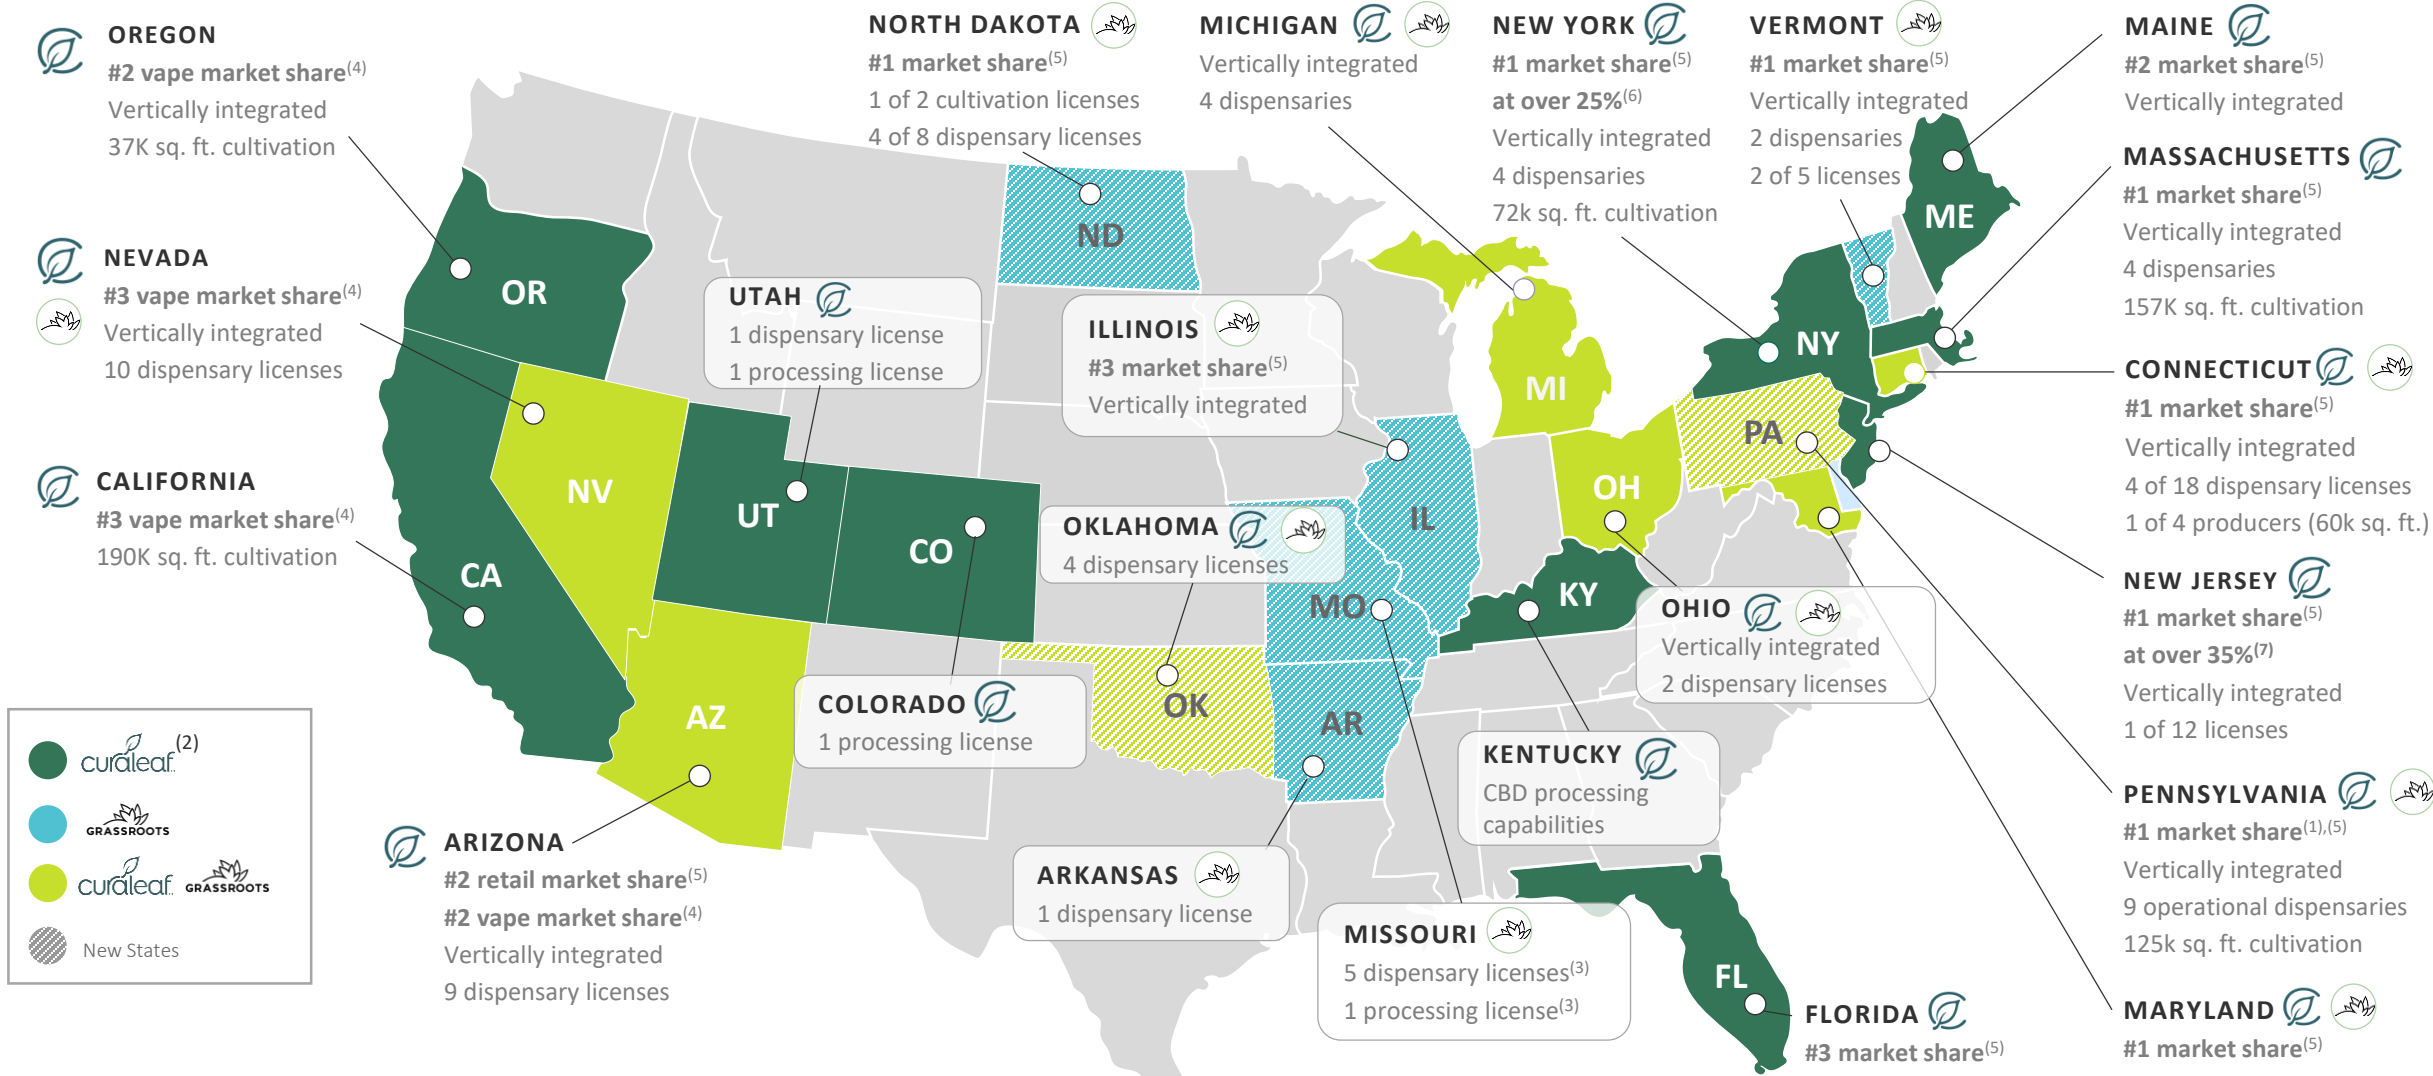 OREGON
#2 vape market share(4)
Vertically integrated
37K sq. ft. cultivation
NEVADA
#3 vape market share(4)
Vertically integrated
10 dispensary licenses
CALIFORNIA
#3 vape market share(4)
190K sq. ft. cultivation
NORTH DAKOTA
#1 market share(5)
1 of 2 cultivation licenses
4 of 8 dispensary licenses
MICHIGAN
Vertically integrated
4 dispensaries
NEW YORK
#1 market share(5)
at over 25%(6)
Vertically integrated
4 dispensaries
72k sq. ft. cultivation
VERMONT
#1 market share(5)
Vertically integrated
2 dispensaries
2 of 5 licenses
MAINE
#2 market share(5)
Vertically integrated
MASSACHUSETTS
#1 market share(5)
Vertically integrated
4 dispensaries
157K sq. ft. cultivation
CONNECTICUT
#1 market share(5)
Vertically integrated
4 of 18 dispensary licenses
1 of 4 producers (60k sq. ft.)
NEW JERSEY
#1 market share(5)
at over 35%(7)
Vertically integrated
1 of 12 licenses
PENNSYLVANIA
#1 market share(1),(5)
Vertically integrated
9 operational dispensaries
125k sq. ft. cultivation
MARYLAND
#1 market share(5)
UTAH
1 dispensary license
1 processing license
ILLINOIS
#3 market share(5)
Vertically integrated
OKLAHOMA
4 dispensary licenses
COLORADO
1 processing license
OHIO
Vertically integrated
2 dispensary licenses
KENTUCKY
CBD processing
capabilities
ARKANSAS
1 dispensary license
MISSOURI
5 dispensary licenses(3)
1 processing license(3)
FLORIDA
#3 market share(5)
ARIZONA
#2 retail market share(5)
#2 vape market share(4)
Vertically integrated
9 dispensary licenses
OR
ND
ME
NY
MI
PA
NV
OH
UT
CO
IL
CA
MO
KY
AZ
OK
AR
FL
curaleaf.(2)
GRASSROOTS
curaleaf. GRASSROOTS
New States